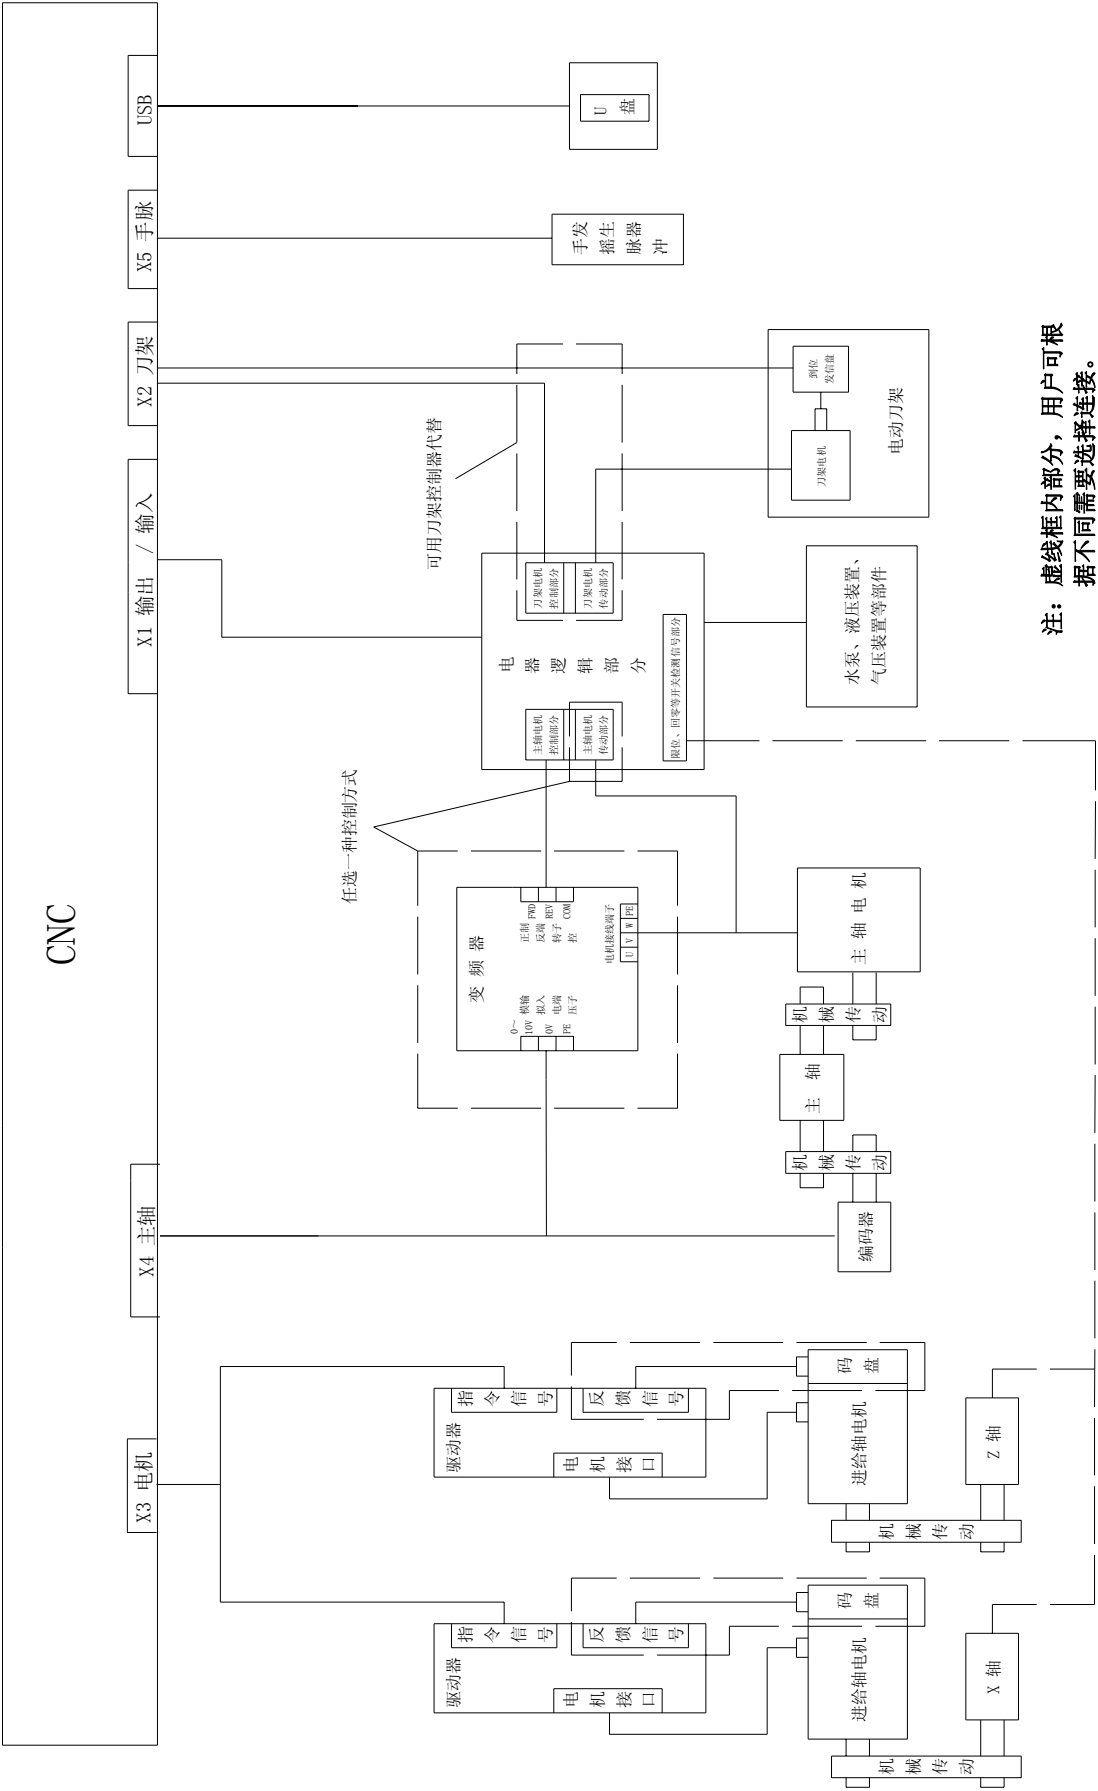 CNC
X3 电机
X4 主轴
X1 输出 / 输入
X2 刀架
X5 手脉
USB
U 盘
手摇脉冲
发生器
可用刀架控制器代替
任选一种控制方式
到位
发信盘
刀架电机
电动刀架
电器逻辑部分
刀架电机
控制部分
刀架电机
传动部分
主轴电机
控制部分
主轴电机
传动部分
限位、回零等开关检测信号部分
水泵、液压装置、
气压装置等部件
变频器
0~
10V
0V
PE
模拟电压
输入端子
正反转控
制端子
FWD
REV
COM
电机接线端子
U V W PE
主轴电机
机械传动
主轴
机械传动
编码器
驱动器
指令信号
反馈信号
电机接口
码盘
进给轴电机
机械传动
Z 轴
驱动器
指令信号
反馈信号
电机接口
码盘
进给轴电机
机械传动
X 轴
注：虚线框内部分，用户可根
据不同需要选择连接。